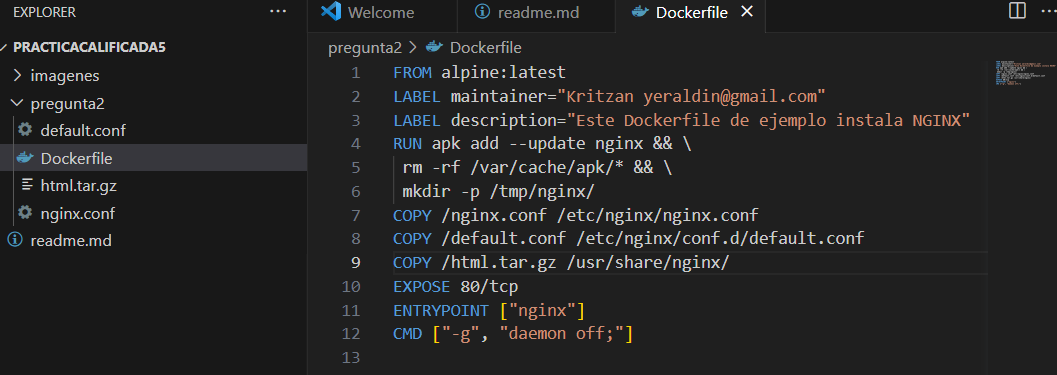 EXPLORER
PRACTICACALIFICADA5
imagenes
pregunta2
default.conf
Dockerfile
html.tar.gz
nginx.conf
readme.md
Welcome readme.md Dockerfile
pregunta2 > Dockerfile
1 FROM alpine:latest
2 LABEL maintainer="Kritzan yeraldin@gmail.com"
3 LABEL description="Este Dockerfile de ejemplo instala NGINX"
4 RUN apk add --update nginx && \
5 rm -rf /var/cache/apk/* && \
6 mkdir -p /tmp/nginx/
7 COPY /nginx.conf /etc/nginx/nginx.conf
8 COPY /default.conf /etc/nginx/conf.d/default.conf
9 COPY /html.tar.gz /usr/share/nginx/
10 EXPOSE 80/tcp
11 ENTRYPOINT ["nginx"]
12 CMD ["-g", "daemon off;"]
13